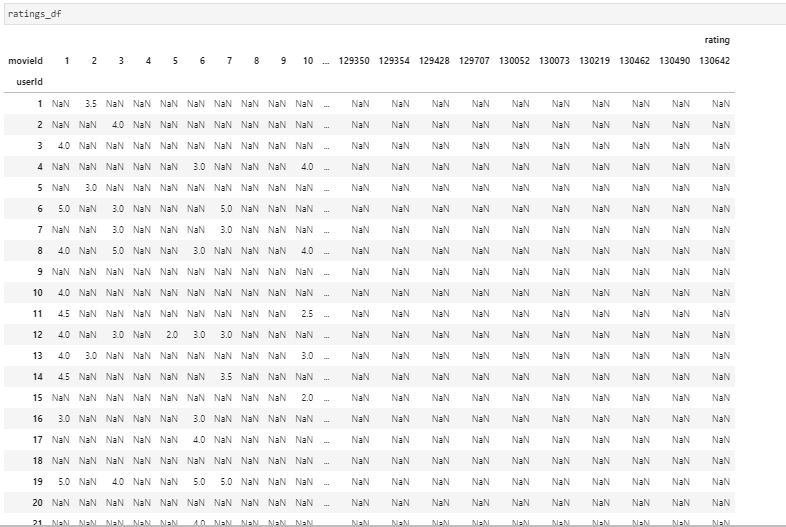 ratings_df
rating
movieId 1 2 3 4 5 6 7 8 9 10 ... 129350 129354 129428 129707 130052 130073 130219 130462 130490 130642
userId
1 NaN 3.5 NaN NaN NaN NaN NaN NaN NaN NaN ... NaN NaN NaN NaN NaN NaN NaN NaN NaN NaN
2 NaN NaN 4.0 NaN NaN NaN NaN NaN NaN NaN ... NaN NaN NaN NaN NaN NaN NaN NaN NaN NaN
3 4.0 NaN NaN NaN NaN NaN NaN NaN NaN NaN ... NaN NaN NaN NaN NaN NaN NaN NaN NaN NaN
4 NaN NaN NaN NaN NaN 3.0 NaN NaN NaN 4.0 ... NaN NaN NaN NaN NaN NaN NaN NaN NaN NaN
5 NaN 3.0 NaN NaN NaN NaN NaN NaN NaN NaN ... NaN NaN NaN NaN NaN NaN NaN NaN NaN NaN
6 5.0 NaN 3.0 NaN NaN NaN 5.0 NaN NaN NaN ... NaN NaN NaN NaN NaN NaN NaN NaN NaN NaN
7 NaN NaN 3.0 NaN NaN NaN 3.0 NaN NaN NaN ... NaN NaN NaN NaN NaN NaN NaN NaN NaN NaN
8 4.0 NaN 5.0 NaN NaN 3.0 NaN NaN NaN 4.0 ... NaN NaN NaN NaN NaN NaN NaN NaN NaN NaN
9 NaN NaN NaN NaN NaN NaN NaN NaN NaN NaN ... NaN NaN NaN NaN NaN NaN NaN NaN NaN NaN
10 4.0 NaN NaN NaN NaN NaN NaN NaN NaN NaN ... NaN NaN NaN NaN NaN NaN NaN NaN NaN NaN
11 4.5 NaN NaN NaN NaN NaN NaN NaN NaN 2.5 ... NaN NaN NaN NaN NaN NaN NaN NaN NaN NaN
12 4.0 NaN 3.0 NaN 2.0 3.0 3.0 NaN NaN NaN ... NaN NaN NaN NaN NaN NaN NaN NaN NaN NaN
13 4.0 3.0 NaN NaN NaN NaN NaN NaN NaN 3.0 ... NaN NaN NaN NaN NaN NaN NaN NaN NaN NaN
14 4.5 NaN NaN NaN NaN NaN 3.5 NaN NaN NaN ... NaN NaN NaN NaN NaN NaN NaN NaN NaN NaN
15 NaN NaN NaN NaN NaN NaN NaN NaN NaN 2.0 ... NaN NaN NaN NaN NaN NaN NaN NaN NaN NaN
16 3.0 NaN NaN NaN NaN 3.0 NaN NaN NaN NaN ... NaN NaN NaN NaN NaN NaN NaN NaN NaN NaN
17 NaN NaN NaN NaN NaN 4.0 NaN NaN NaN NaN ... NaN NaN NaN NaN NaN NaN NaN NaN NaN NaN
18 NaN NaN NaN NaN NaN NaN NaN NaN NaN NaN ... NaN NaN NaN NaN NaN NaN NaN NaN NaN NaN
19 5.0 NaN 4.0 NaN NaN 5.0 5.0 NaN NaN NaN ... NaN NaN NaN NaN NaN NaN NaN NaN NaN NaN
20 NaN NaN NaN NaN NaN NaN NaN NaN NaN NaN ... NaN NaN NaN NaN NaN NaN NaN NaN NaN NaN
21 NaN NaN NaN NaN NaN 4.0 NaN NaN NaN NaN ... NaN NaN NaN NaN NaN NaN NaN NaN NaN NaN